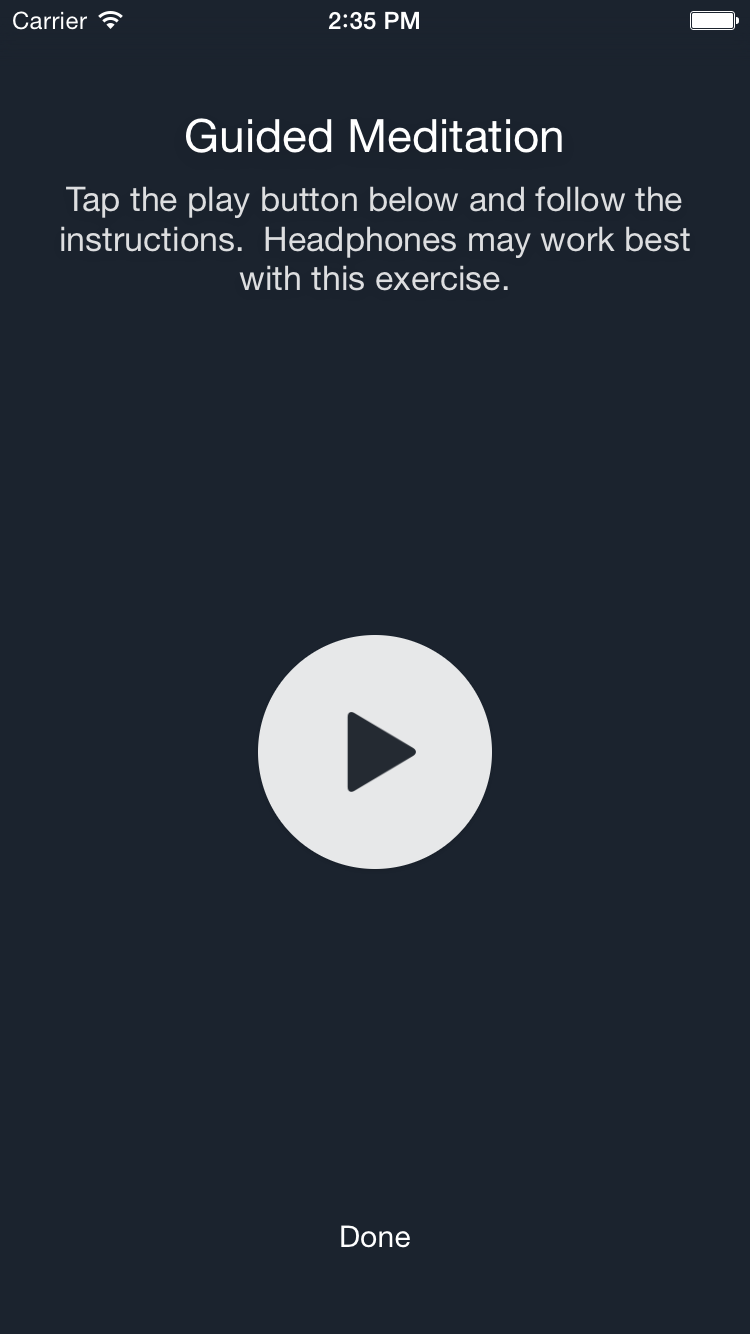 Carrier 2:35 PM
Guided Meditation
Tap the play button below and follow the
instructions.  Headphones may work best
with this exercise.
Done